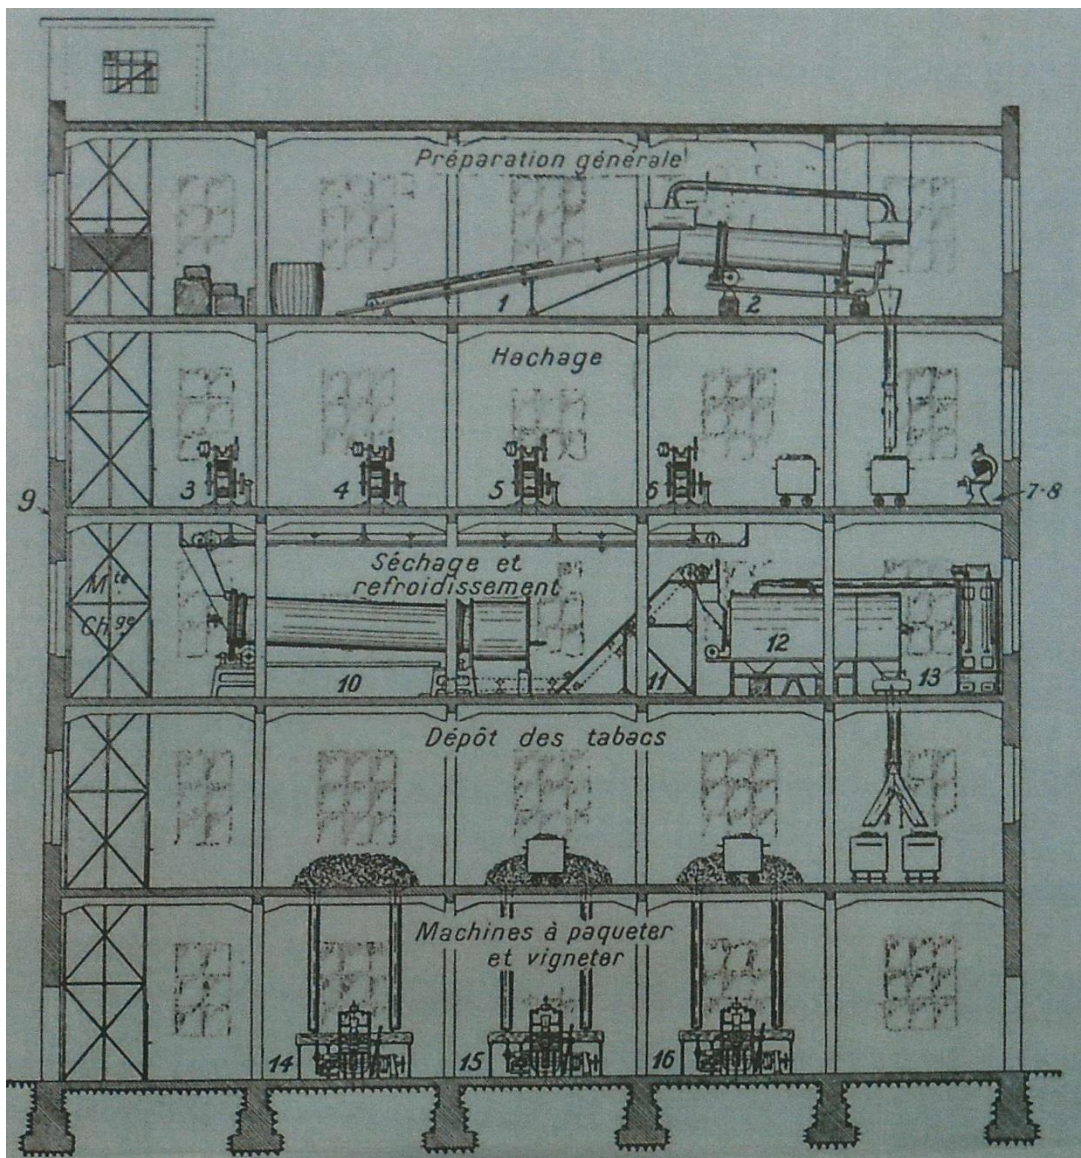 Préparation générale
1
2
Hachage
3
4
5
6
7-8
9
Séchage et
refroidissement
Mte
Chge
10
11
12
13
Dépôt des tabacs
Machines à paqueter
et vigneter
14
15
16